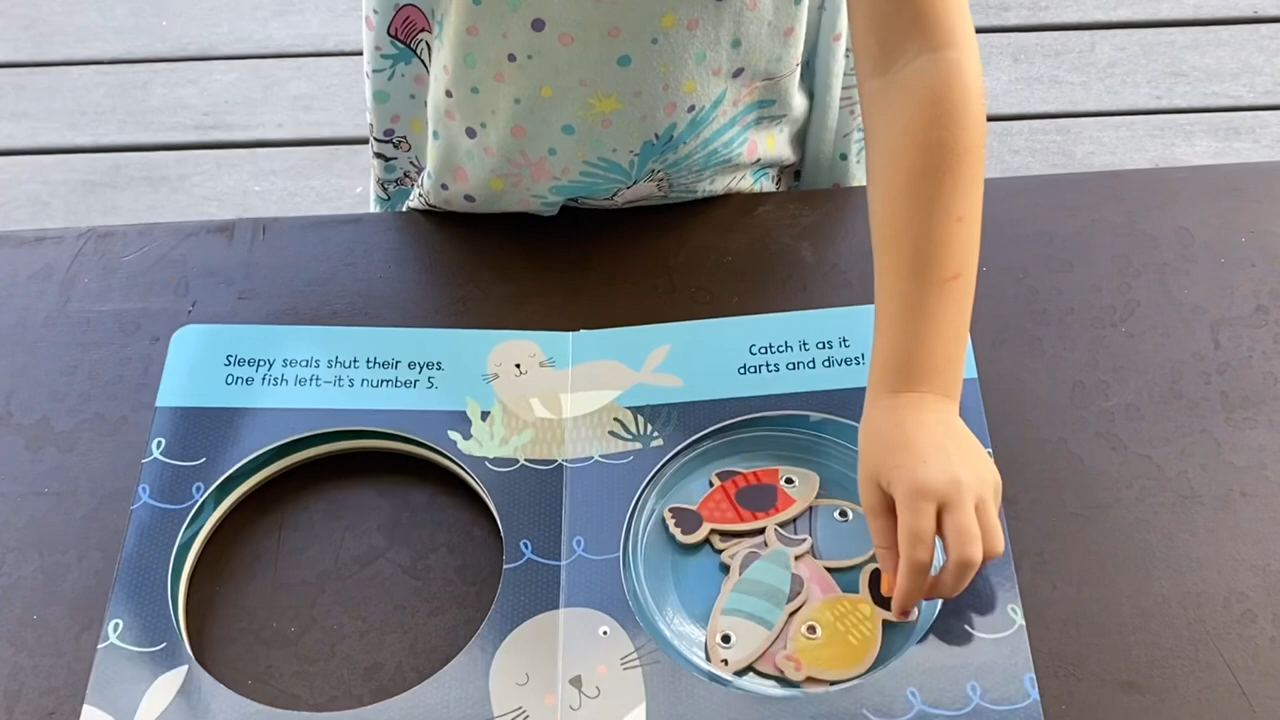 Sleepy seals shut their eyes.
One fish left–it's number 5.
Catch it as it
darts and dives!